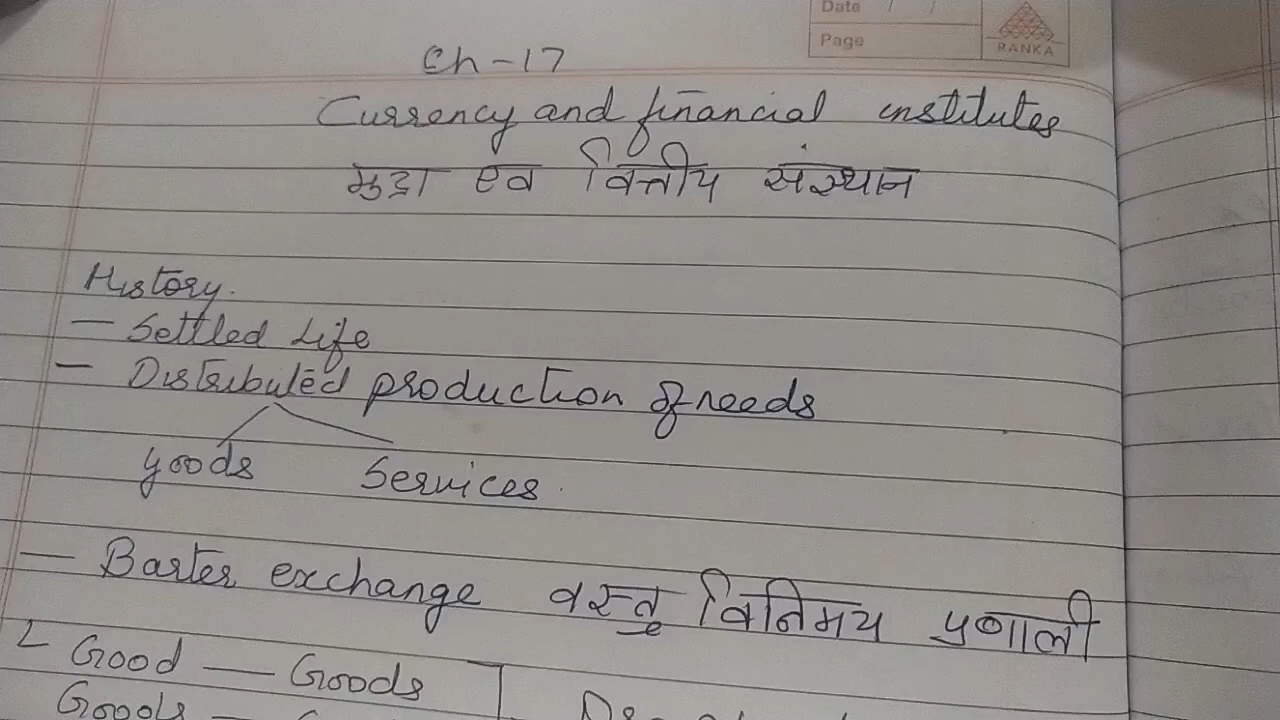 Date / /
Page
RANKA
Ch-17
Currency and financial institutes
मुद्रा एव वित्तीय संस्थान
History.
— Settled Life
— Distributed production of needs
goods Services.
— Barter exchange वस्तु विनिमय प्रणाली
Good — Goods
Goods —